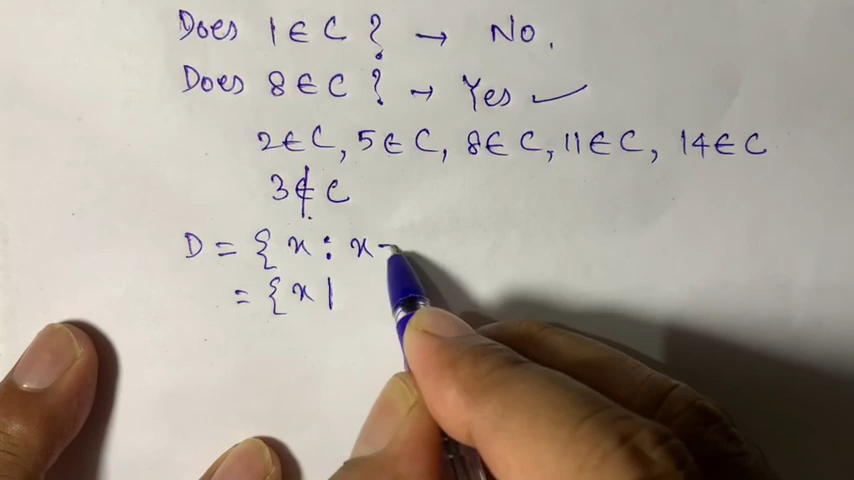 Does 1 ∈ C ? → No.
Does 8 ∈ C ? → Yes ✓
2 ∈ C, 5 ∈ C, 8 ∈ C, 11 ∈ C, 14 ∈ C
3 ∉ C
D = { x : x -
= { x |